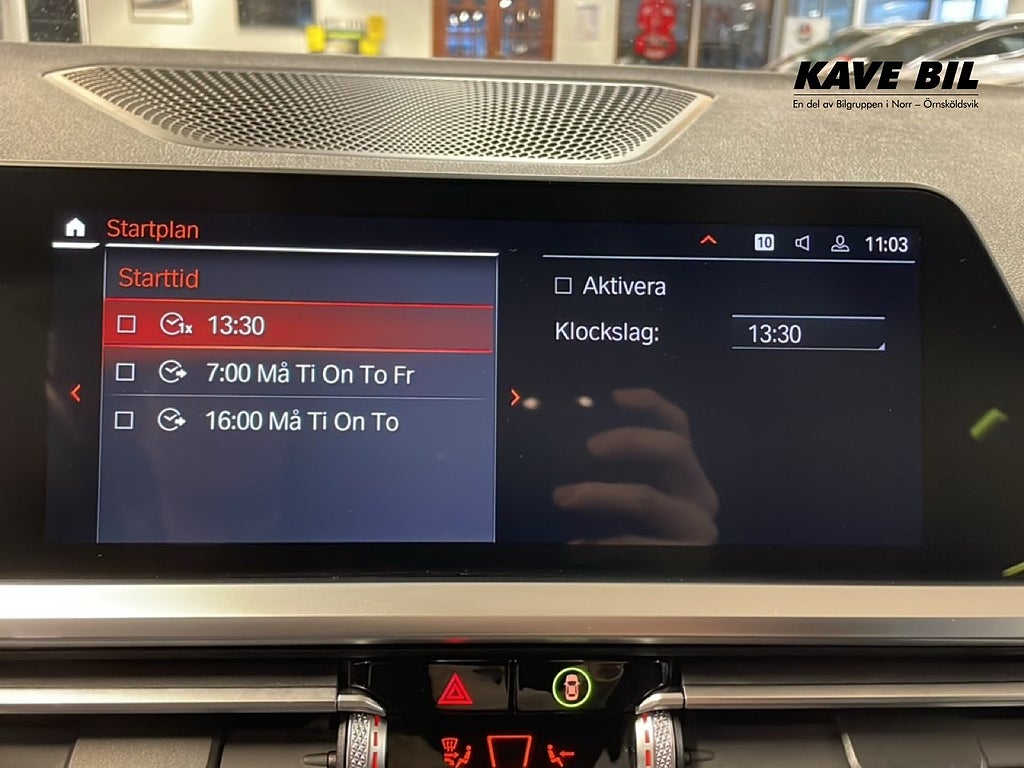 KAVE BIL
En del av Bilgruppen i Norr – Örnsköldsvik
Startplan
10
11:03
Starttid
1x 13:30
7:00 Må Ti On To Fr
16:00 Må Ti On To
Aktivera
Klockslag: 13:30